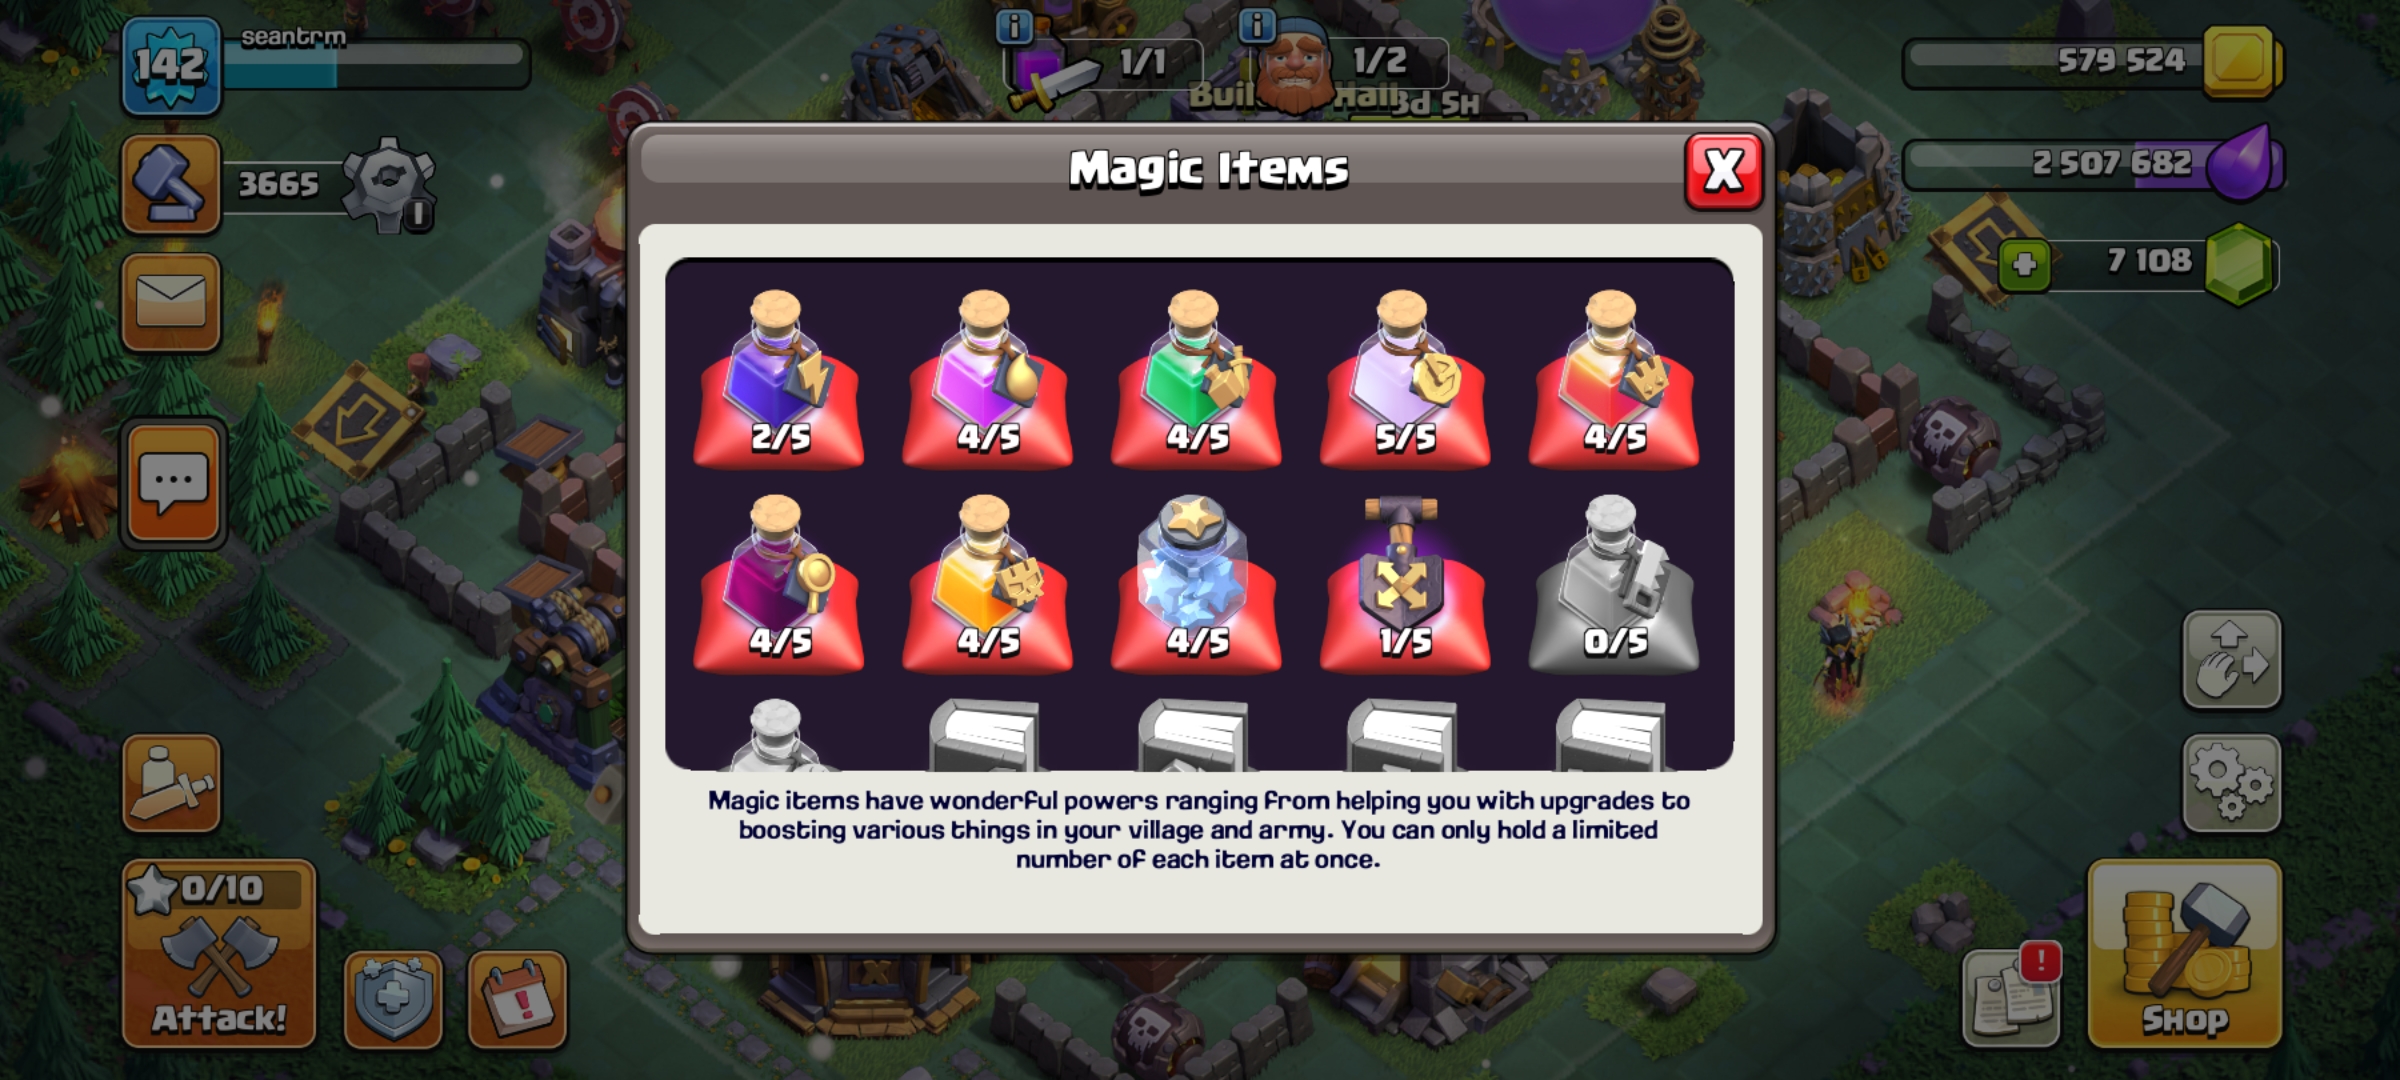 142
seantrm
1/1
1/2
579 524
Buil Hall
3d 5H
3665
2 507 682
Magic Items
X
7 108
2/5
4/5
4/5
5/5
4/5
4/5
4/5
4/5
1/5
0/5
Magic items have wonderful powers ranging from helping you with upgrades to
boosting various things in your village and army. You can only hold a limited
number of each item at once.
0/10
Attack!
!
Shop